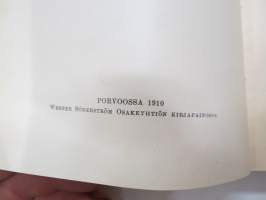 PORVOOSSA 1910
Werner Söderström Osakeyhtiön kirjapainossa